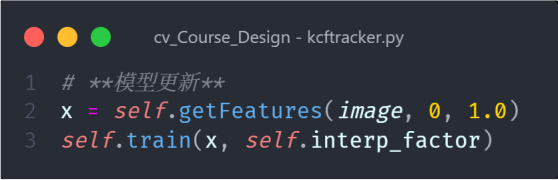 cv_Course_Design - kcftracker.py
1 # **模型更新**
2 x = self.getFeatures(image, 0, 1.0)
3 self.train(x, self.interp_factor)